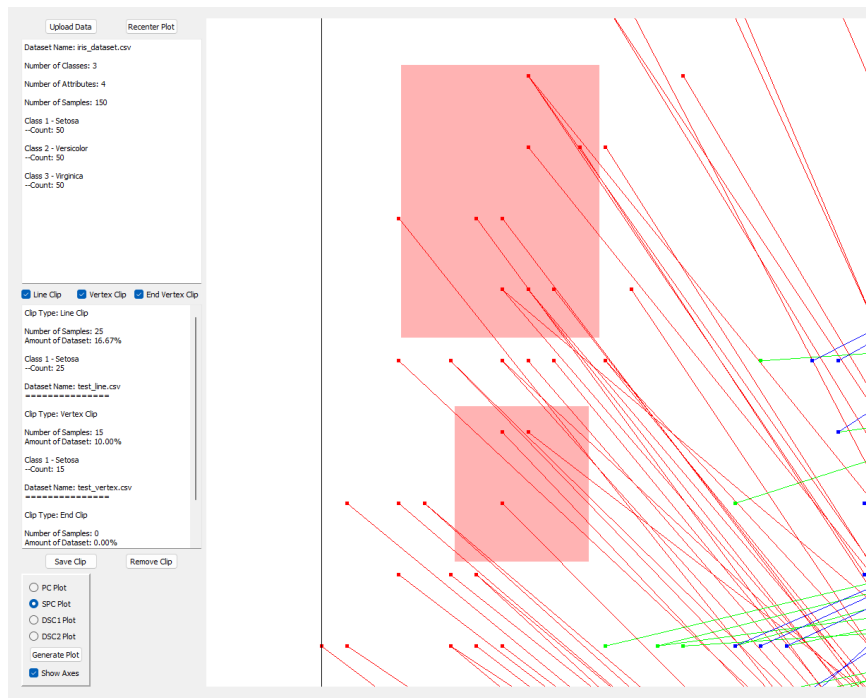 Upload Data
Recenter Plot
Dataset Name: iris_dataset.csv
Number of Classes: 3
Number of Attributes: 4
Number of Samples: 150
Class 1 - Setosa
--Count: 50
Class 2 - Versicolor
--Count: 50
Class 3 - Virginica
--Count: 50
Line Clip
Vertex Clip
End Vertex Clip
Clip Type: Line Clip
Number of Samples: 25
Amount of Dataset: 16.67%
Class 1 - Setosa
--Count: 25
Dataset Name: test_line.csv
===============
Clip Type: Vertex Clip
Number of Samples: 15
Amount of Dataset: 10.00%
Class 1 - Setosa
--Count: 15
Dataset Name: test_vertex.csv
===============
Clip Type: End Clip
Number of Samples: 0
Amount of Dataset: 0.00%
Save Clip
Remove Clip
PC Plot
SPC Plot
DSC1 Plot
DSC2 Plot
Generate Plot
Show Axes